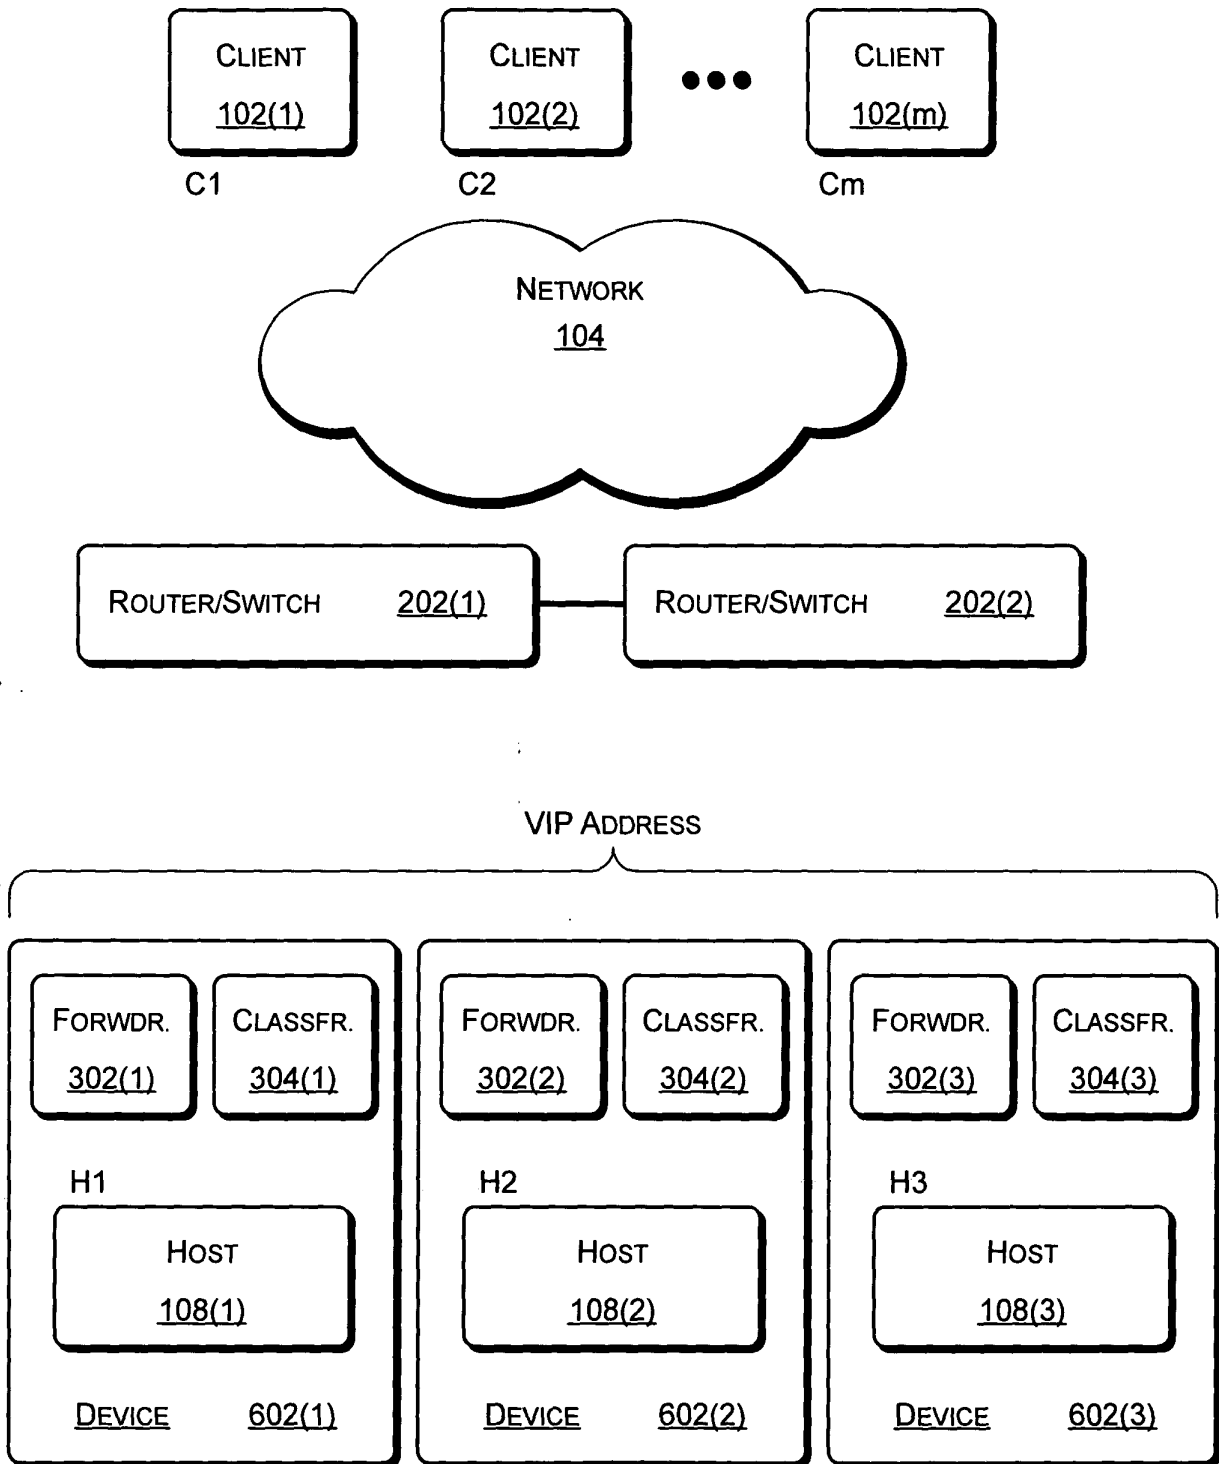 CLIENT
102(1)
CLIENT
102(2)
CLIENT
102(m)
C1
C2
Cm
NETWORK
104
ROUTER/SWITCH 202(1)
ROUTER/SWITCH 202(2)
VIP ADDRESS
FORWDR.
302(1)
CLASSFR.
304(1)
H1
HOST
108(1)
DEVICE 602(1)
FORWDR.
302(2)
CLASSFR.
304(2)
H2
HOST
108(2)
DEVICE 602(2)
FORWDR.
302(3)
CLASSFR.
304(3)
H3
HOST
108(3)
DEVICE 602(3)